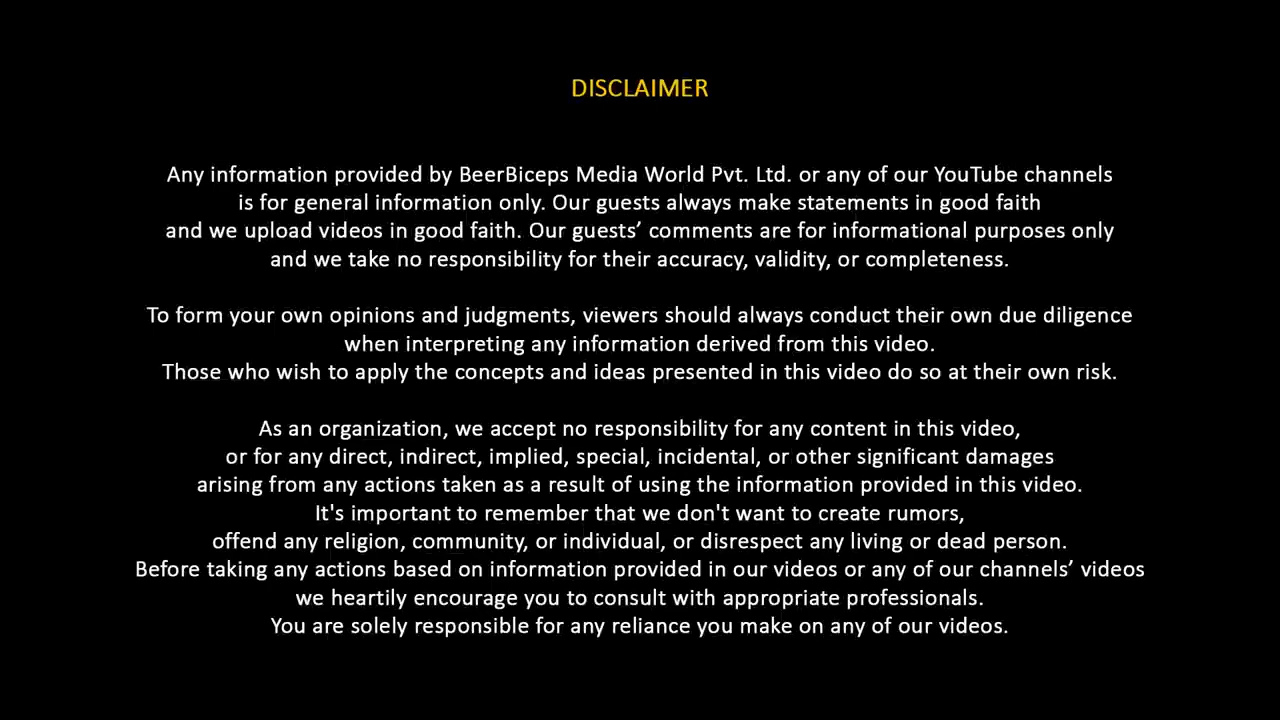 DISCLAIMER
Any information provided by BeerBiceps Media World Pvt. Ltd. or any of our YouTube channels
is for general information only. Our guests always make statements in good faith
and we upload videos in good faith. Our guests’ comments are for informational purposes only
and we take no responsibility for their accuracy, validity, or completeness.
To form your own opinions and judgments, viewers should always conduct their own due diligence
when interpreting any information derived from this video.
Those who wish to apply the concepts and ideas presented in this video do so at their own risk.
As an organization, we accept no responsibility for any content in this video,
or for any direct, indirect, implied, special, incidental, or other significant damages
arising from any actions taken as a result of using the information provided in this video.
It's important to remember that we don't want to create rumors,
offend any religion, community, or individual, or disrespect any living or dead person.
Before taking any actions based on information provided in our videos or any of our channels’ videos
we heartily encourage you to consult with appropriate professionals.
You are solely responsible for any reliance you make on any of our videos.